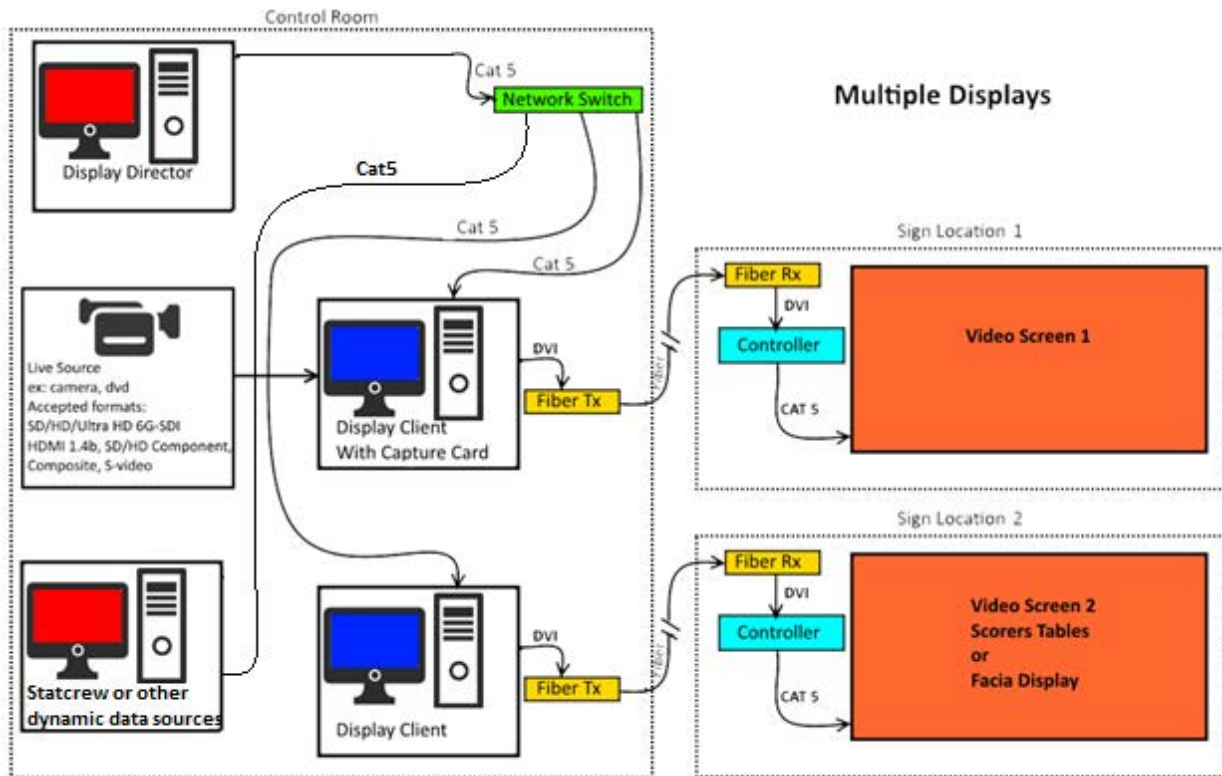 Control Room
Display Director
Cat 5
Network Switch
Cat5
Cat 5
Cat 5
Multiple Displays
Live Source
ex: camera, dvd
Accepted formats:
SD/HD/Ultra HD 6G-SDI
HDMI 1.4b, SD/HD Component,
Composite, S-video
Display Client
With Capture Card
DVI
Fiber Tx
Fiber
Sign Location 1
Fiber Rx
DVI
Controller
CAT 5
Video Screen 1
Statcrew or other
dynamic data sources
Display Client
DVI
Fiber Tx
Fiber
Sign Location 2
Fiber Rx
DVI
Controller
CAT 5
Video Screen 2
Scorers Tables
or
Facia Display